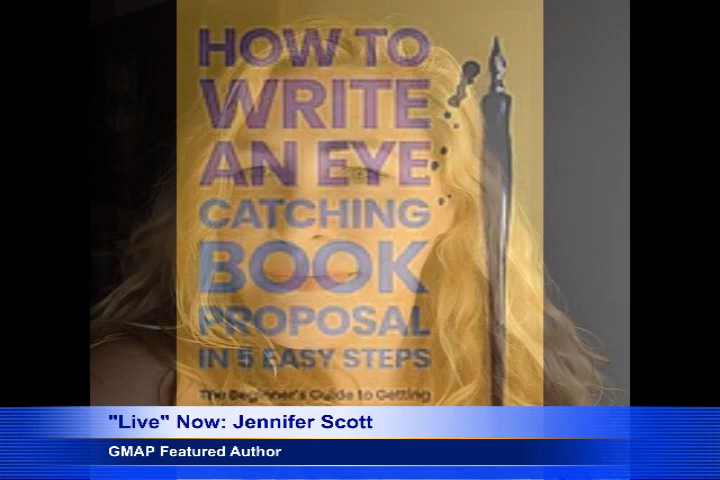 HOW TO
WRITE
AN EYE
CATCHING
BOOK
PROPOSAL
IN 5 EASY STEPS
The Beginner's Guide to Getting
"Live" Now: Jennifer Scott
GMAP Featured Author